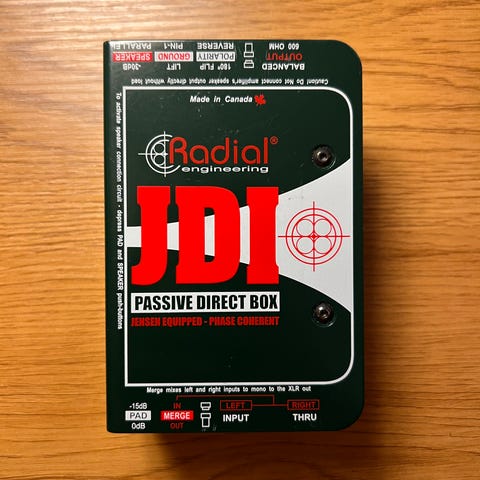 -30dB LIFT 180° FLIP BALANCED
SPEAKER GROUND POLARITY OUTPUT
PARALLEL PIN-1 REVERSE 600 OHM
Caution! Do Not connect amplifier's speaker output directly without load
To activate speaker connection circuit - depress PAD and SPEAKER push-buttons
Made in Canada
Radial®
engineering
JDI
PASSIVE DIRECT BOX
JENSEN EQUIPPED - PHASE COHERENT
Merge mixes left and right inputs to mono to the XLR out
-15dB IN LEFT RIGHT
PAD MERGE INPUT THRU
0dB OUT